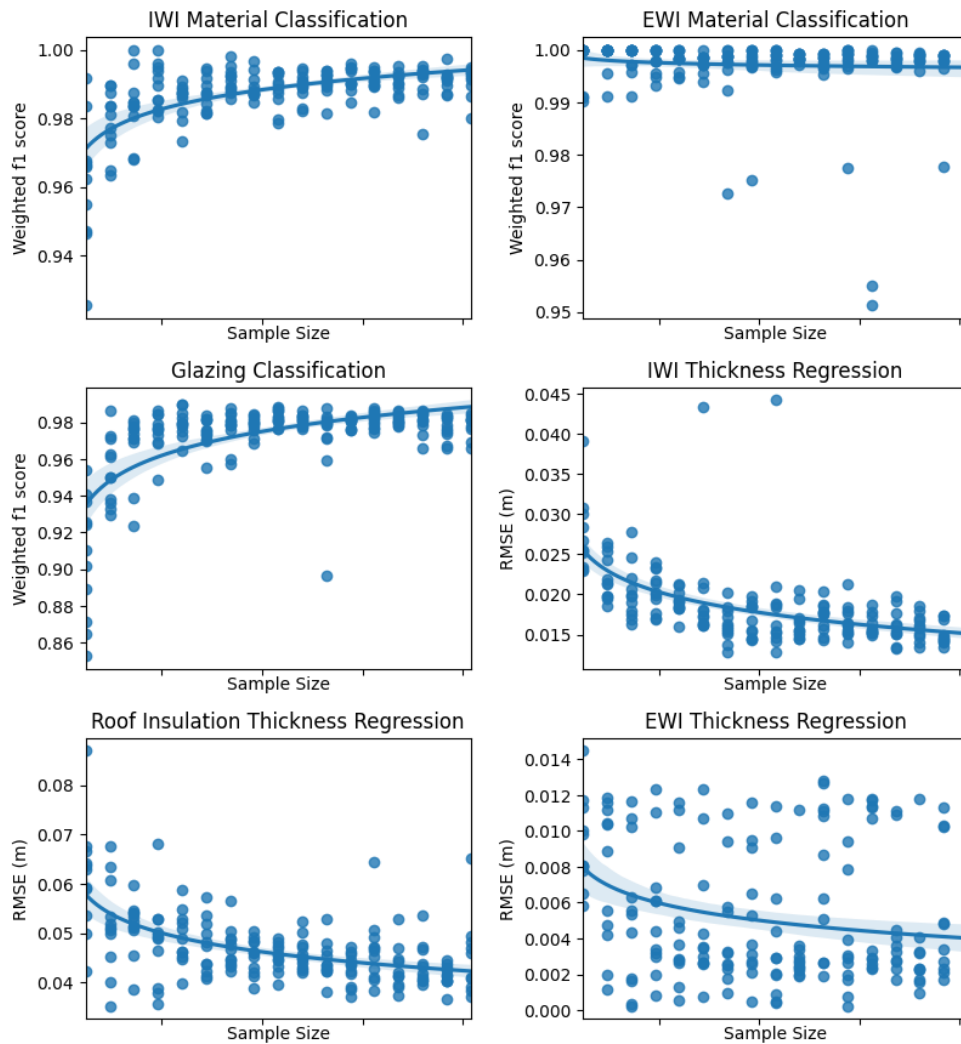 IWI Material Classification
Weighted f1 score
1.00
0.98
0.96
0.94
Sample Size
EWI Material Classification
Weighted f1 score
1.00
0.99
0.98
0.97
0.96
0.95
Sample Size
Glazing Classification
Weighted f1 score
0.98
0.96
0.94
0.92
0.90
0.88
0.86
Sample Size
IWI Thickness Regression
RMSE (m)
0.045
0.040
0.035
0.030
0.025
0.020
0.015
Sample Size
Roof Insulation Thickness Regression
RMSE (m)
0.08
0.07
0.06
0.05
0.04
Sample Size
EWI Thickness Regression
RMSE (m)
0.014
0.012
0.010
0.008
0.006
0.004
0.002
0.000
Sample Size